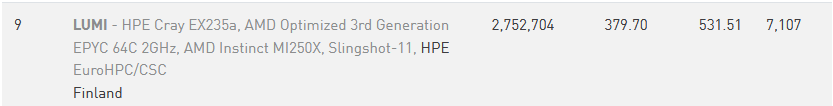 9 LUMI - HPE Cray EX235a, AMD Optimized 3rd Generation 2,752,704 379.70 531.51 7,107
EPYC 64C 2GHz, AMD Instinct MI250X, Slingshot-11, HPE
EuroHPC/CSC
Finland